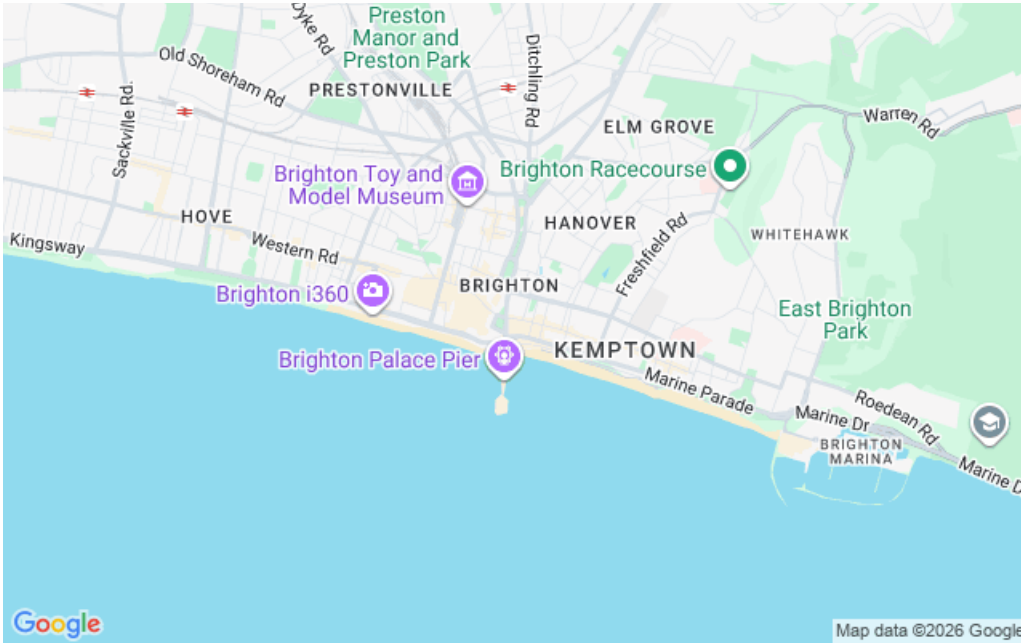 Preston
Manor and
Preston Park
Dyke Rd
Ditchling Rd
Old Shoreham Rd
PRESTONVILLE
Sackville Rd.
ELM GROVE
Warren Rd
Brighton Racecourse
Brighton Toy and
Model Museum
HOVE
HANOVER
Freshfield Rd
WHITEHAWK
Kingsway
Western Rd
Brighton i360
BRIGHTON
East Brighton
Park
Brighton Palace Pier
KEMPTOWN
Marine Parade
Marine Dr
Roedean Rd
BRIGHTON
MARINA
Marine D
Google
Map data ©2026 Google